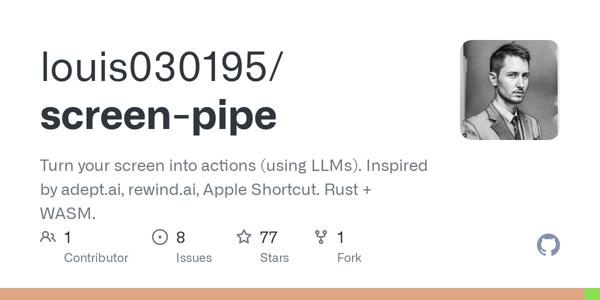 louis030195/
screen-pipe
Turn your screen into actions (using LLMs). Inspired
by adept.ai, rewind.ai, Apple Shortcut. Rust +
WASM.
1 8 77 1
Contributor Issues Stars Fork